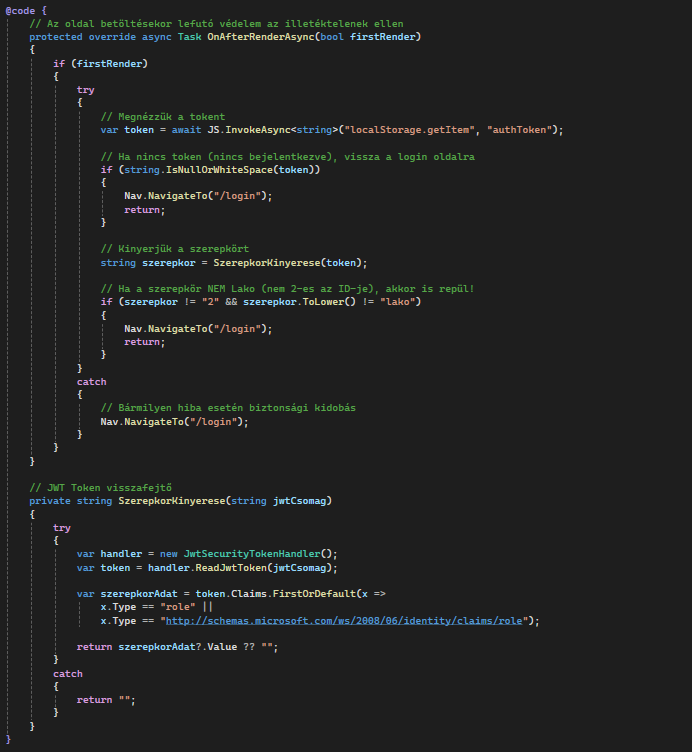 @code {
// Az oldal betöltésekor lefutó védelem az illetéktelenek ellen
protected override async Task OnAfterRenderAsync(bool firstRender)
{
if (firstRender)
{
try
{
// Megnézzük a tokent
var token = await JS.InvokeAsync<string>("localStorage.getItem", "authToken");
// Ha nincs token (nincs bejelentkezve), vissza a login oldalra
if (string.IsNullOrWhiteSpace(token))
{
Nav.NavigateTo("/login");
return;
}
// Kinyerjük a szerepkört
string szerepkor = SzerepkorKinyerese(token);
// Ha a szerepkör NEM Lako (nem 2-es az ID-je), akkor is repül!
if (szerepkor != "2" && szerepkor.ToLower() != "lako")
{
Nav.NavigateTo("/login");
return;
}
}
catch
{
// Bármilyen hiba esetén biztonsági kidobás
Nav.NavigateTo("/login");
}
}
}
// JWT Token visszafejtő
private string SzerepkorKinyerese(string jwtCsomag)
{
try
{
var handler = new JwtSecurityTokenHandler();
var token = handler.ReadJwtToken(jwtCsomag);
var szerepkorAdat = token.Claims.FirstOrDefault(x =>
x.Type == "role" ||
x.Type == "http://schemas.microsoft.com/ws/2008/06/identity/claims/role");
return szerepkorAdat?.Value ?? "";
}
catch
{
return "";
}
}
}